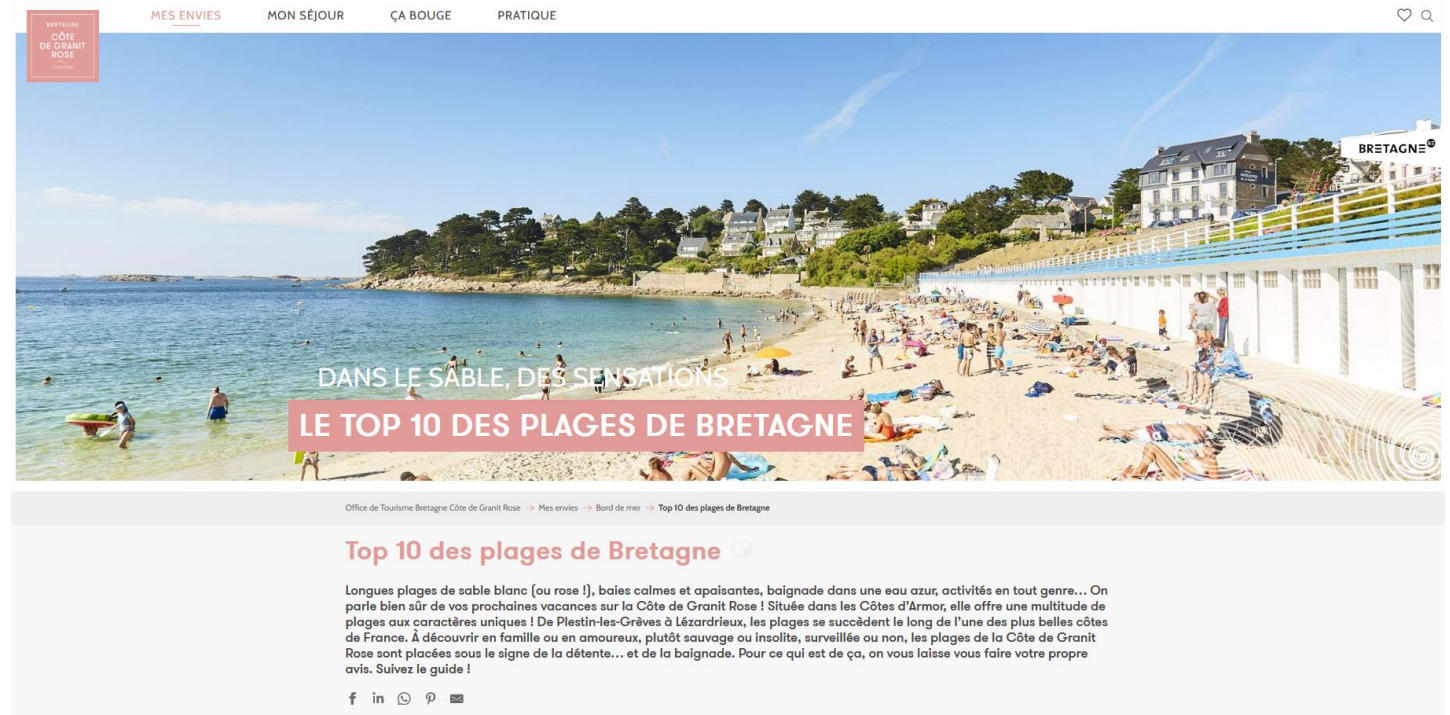 BRETAGNE
CÔTE
DE GRANIT
ROSE
MES ENVIES
MON SÉJOUR
ÇA BOUGE
PRATIQUE
BRETAGNE
DANS LE SABLE, DES SENSATIONS
LE TOP 10 DES PLAGES DE BRETAGNE
Office de Tourisme Bretagne Côte de Granit Rose → Mes envies → Bord de mer → Top 10 des plages de Bretagne
Top 10 des plages de Bretagne
Longues plages de sable blanc (ou rose !), baies calmes et apaisantes, baignade dans une eau azur, activités en tout genre… On
parle bien sûr de vos prochaines vacances sur la Côte de Granit Rose ! Située dans les Côtes d'Armor, elle offre une multitude de
plages aux caractères uniques ! De Plestin-les-Grèves à Lézardrieux, les plages se succèdent le long de l'une des plus belles côtes
de France. À découvrir en famille ou en amoureux, plutôt sauvage ou insolite, surveillée ou non, les plages de la Côte de Granit
Rose sont placées sous le signe de la détente… et de la baignade. Pour ce qui est de ça, on vous laisse vous faire votre propre
avis. Suivez le guide !